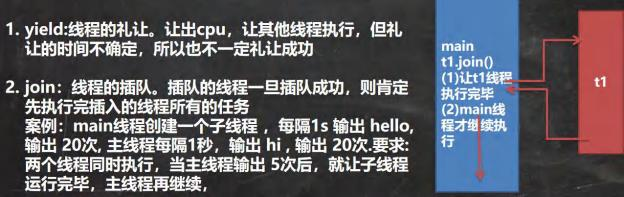 1. yield:线程的礼让。让出cpu，让其他线程执行，但礼
让的时间不确定，所以也不一定礼让成功
2. join：线程的插队。插队的线程一旦插队成功，则肯定
先执行完插入的线程所有的任务
案例：main线程创建一个子线程 ，每隔1s 输出 hello,
输出 20次, 主线程每隔1秒，输出 hi , 输出 20次.要求:
两个线程同时执行，当主线程输出 5次后，就让子线程
运行完毕，主线程再继续，
main
t1.join()
(1)让t1线程
执行完毕
(2)main线
程才继续执
行
t1